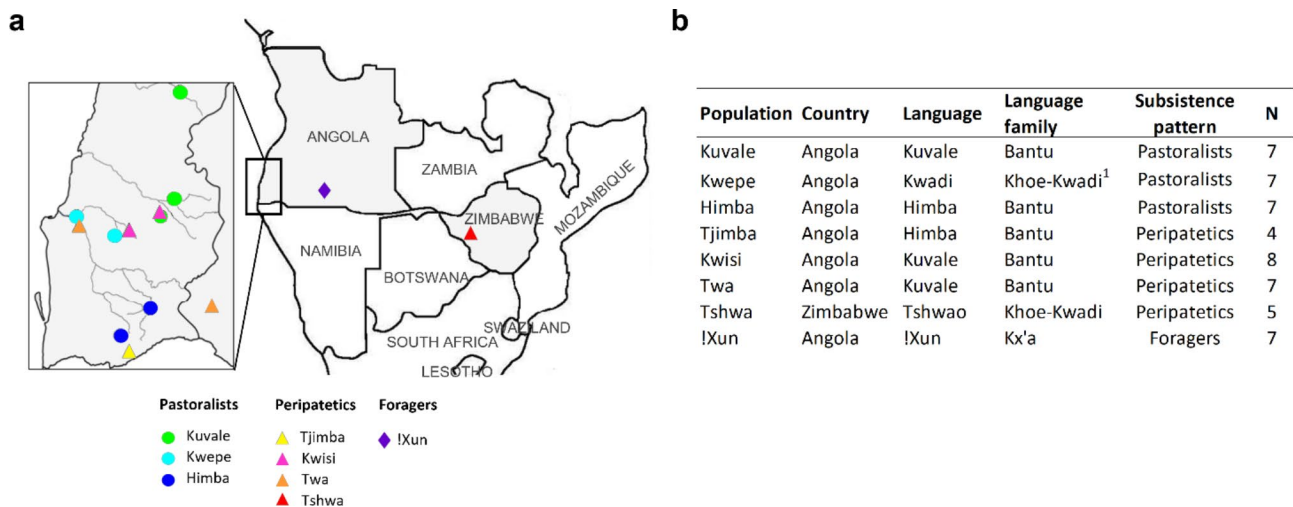 a
ANGOLA
ZAMBIA
MOZAMBIQUE
ZIMBABWE
NAMIBIA
BOTSWANA
SWAZILAND
SOUTH AFRICA
LESOTHO
Pastoralists Peripatetics Foragers
Kuvale Tjimba !Xun
Kwepe Kwisi
Himba Twa
Tshwa
b
Population Country Language Language family Subsistence pattern N
Kuvale Angola Kuvale Bantu Pastoralists 7
Kwepe Angola Kwadi Khoe-Kwadi¹ Pastoralists 7
Himba Angola Himba Bantu Pastoralists 7
Tjimba Angola Himba Bantu Peripatetics 4
Kwisi Angola Kuvale Bantu Peripatetics 8
Twa Angola Kuvale Bantu Peripatetics 7
Tshwa Zimbabwe Tshwao Khoe-Kwadi Peripatetics 5
!Xun Angola !Xun Kx'a Foragers 7